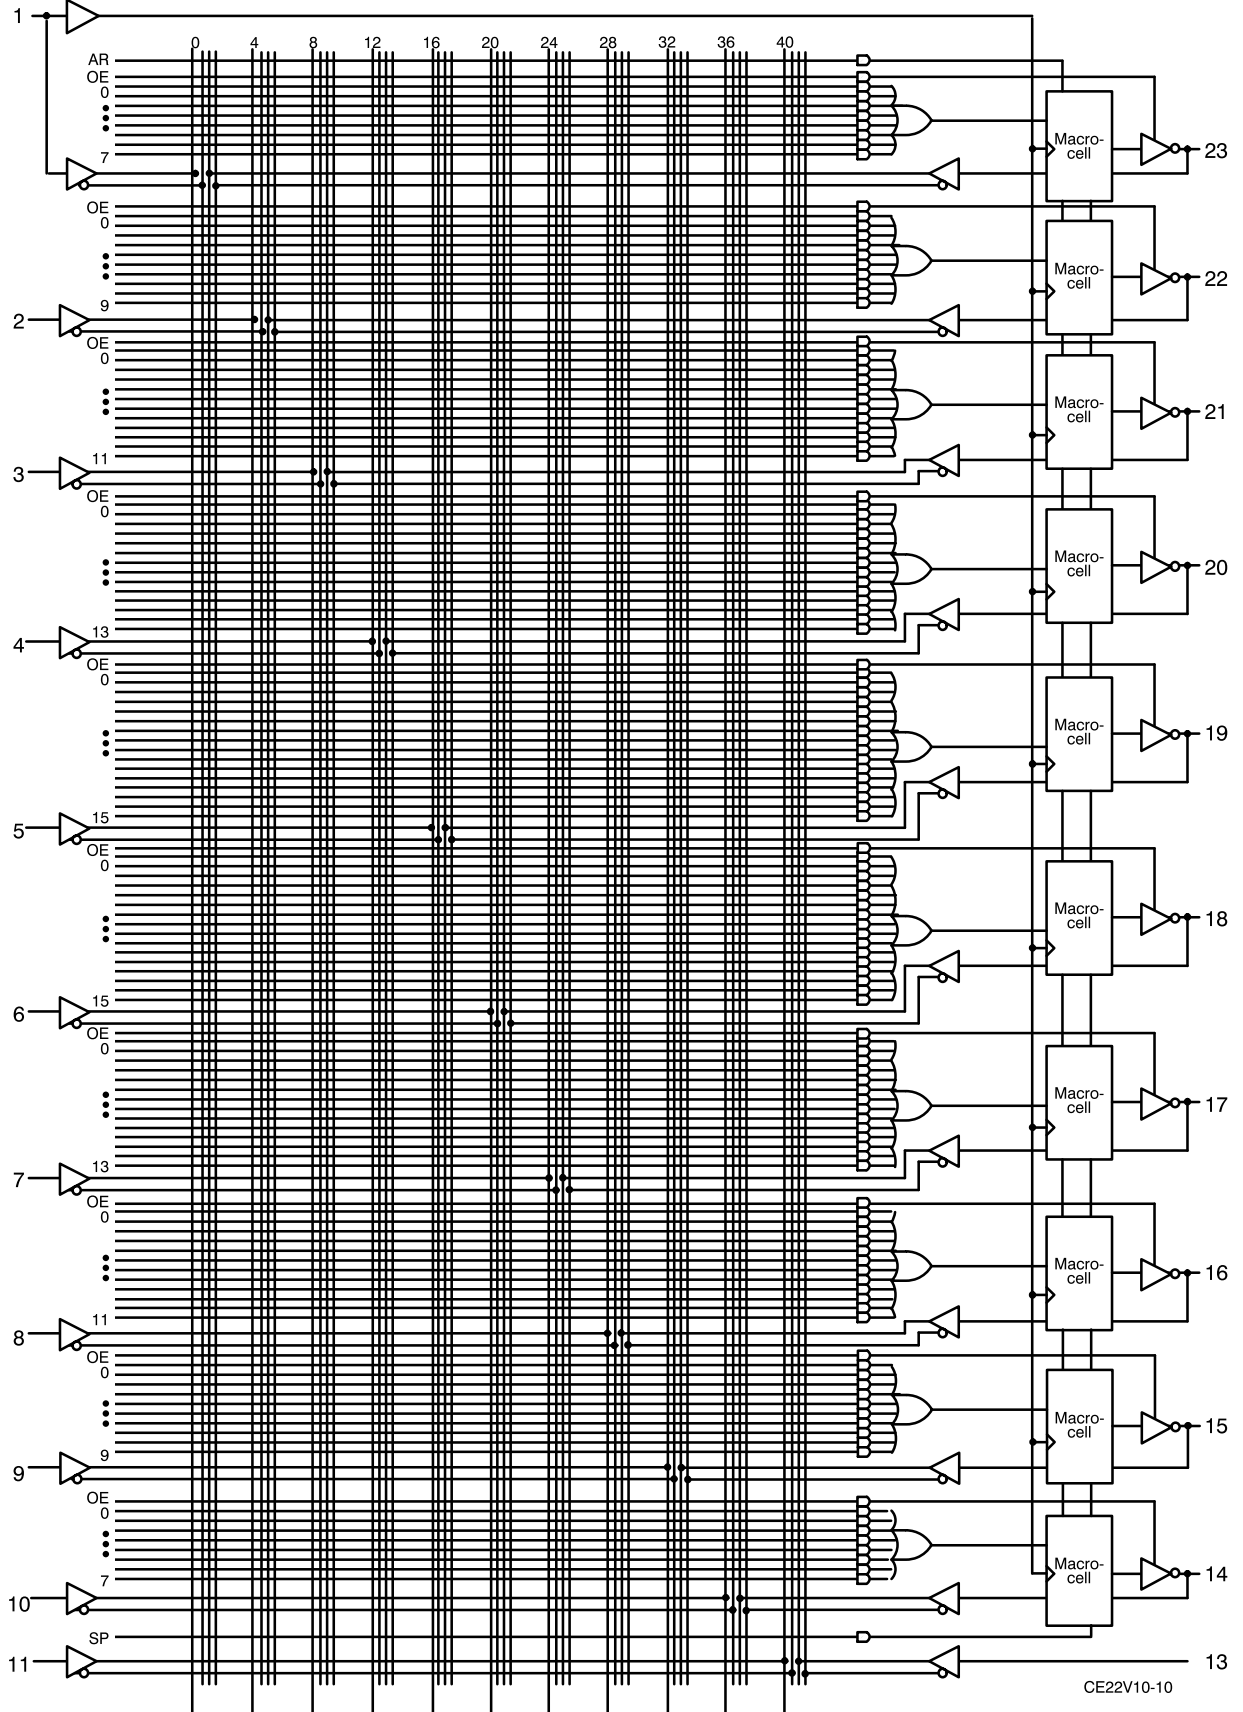 1
0 4 8 12 16 20 24 28 32 36 40
AR
OE
0
7
Macro-
cell
23
OE
0
9
Macro-
cell
22
2
OE
0
11
Macro-
cell
21
3
OE
0
13
Macro-
cell
20
4
OE
0
15
Macro-
cell
19
5
OE
0
15
Macro-
cell
18
6
OE
0
13
Macro-
cell
17
7
OE
0
11
Macro-
cell
16
8
OE
0
9
Macro-
cell
15
9
OE
0
7
Macro-
cell
14
10
SP
11
13
CE22V10-10